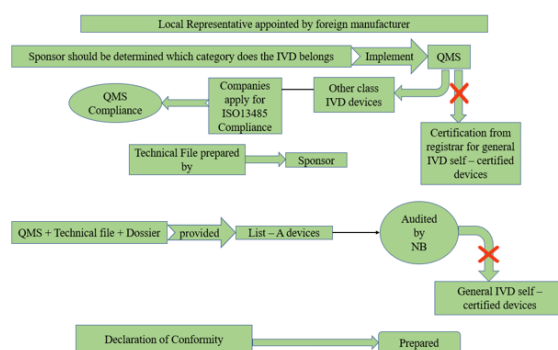 Local Representative appointed by foreign manufacturer
Sponsor should be determined which category does the IVD belongs
Implement
QMS
QMS
Compliance
Companies
apply for
ISO13485
Compliance
Other class
IVD devices
Certification from
registrar for general
IVD self – certified
devices
Technical File prepared
by
Sponsor
QMS + Technical file + Dossier
provided
List – A devices
Audited
by
NB
General IVD self –
certified devices
Declaration of Conformity
Prepared